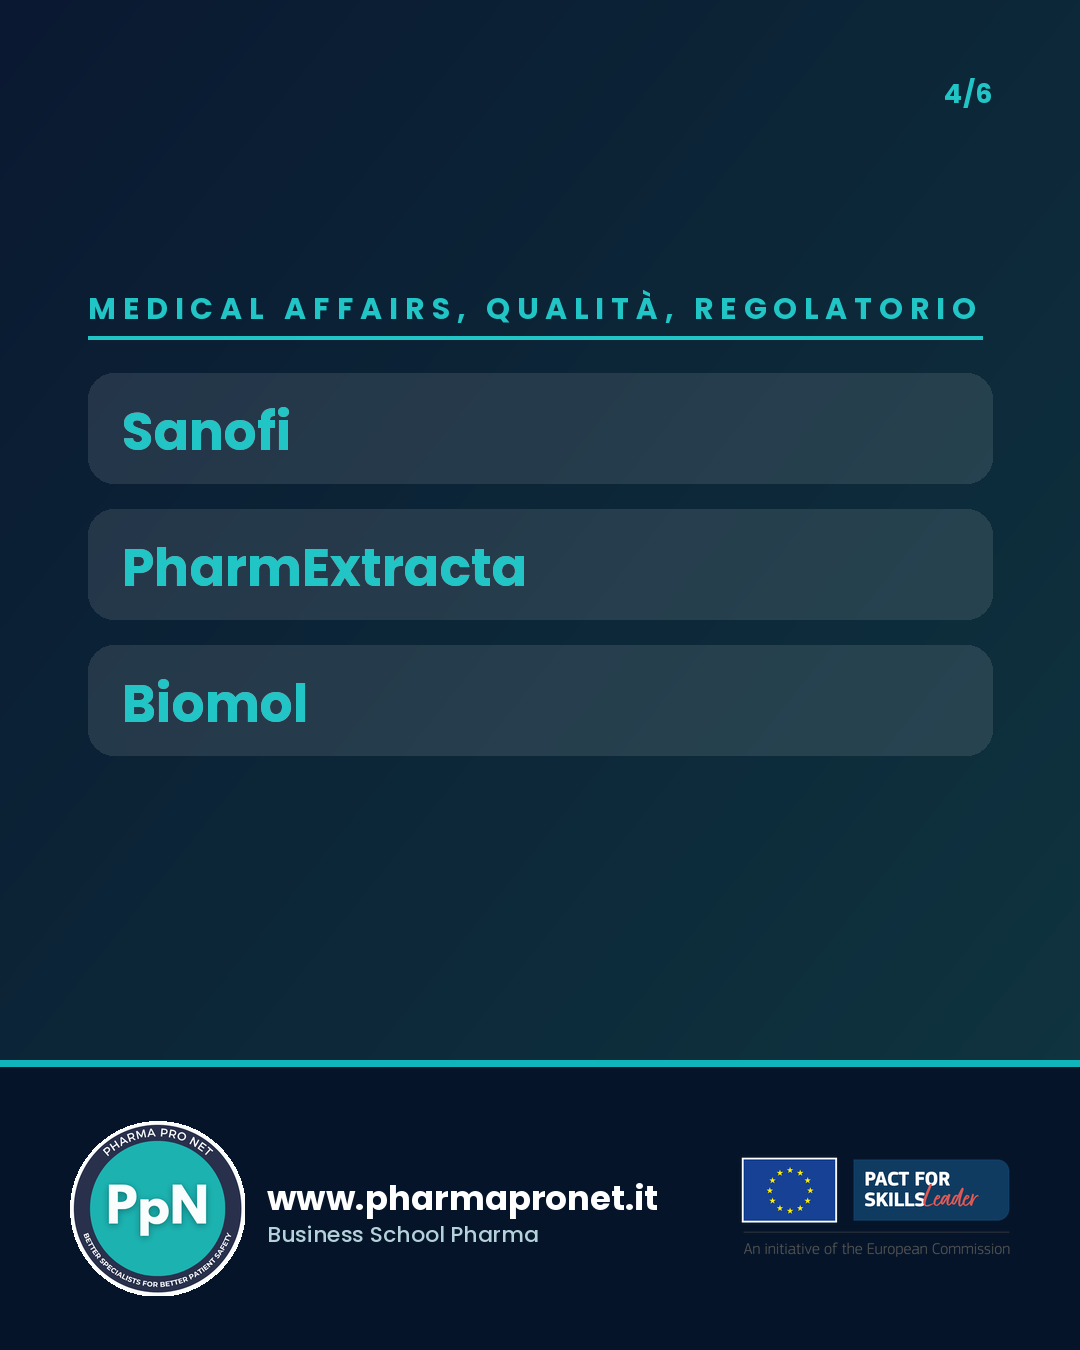 4/6
MEDICAL AFFAIRS, QUALITÀ, REGOLATORIO
Sanofi
PharmExtracta
Biomol
PHARMA PRO NET
PpN
BETTER SPECIALISTS FOR BETTER PATIENT SAFETY
www.pharmapronet.it
Business School Pharma
PACT FOR
SKILLS Leader
An initiative of the European Commission